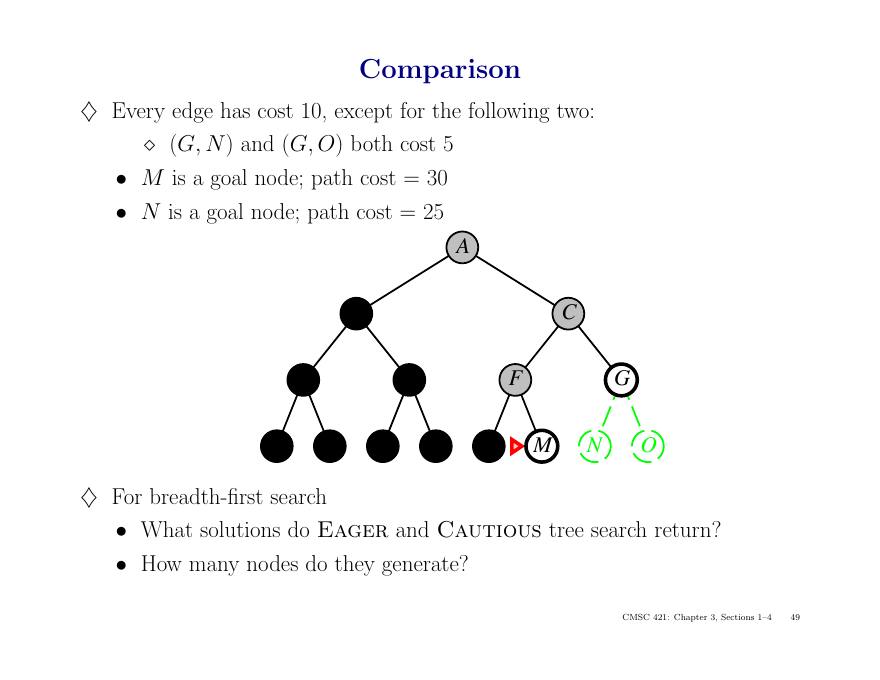 Comparison
♢ Every edge has cost 10, except for the following two:
⋄ (G, N) and (G, O) both cost 5
• M is a goal node; path cost = 30
• N is a goal node; path cost = 25
A
C
F G
M N O
♢ For breadth-first search
• What solutions do EAGER and CAUTIOUS tree search return?
• How many nodes do they generate?
CMSC 421: Chapter 3, Sections 1–4 49